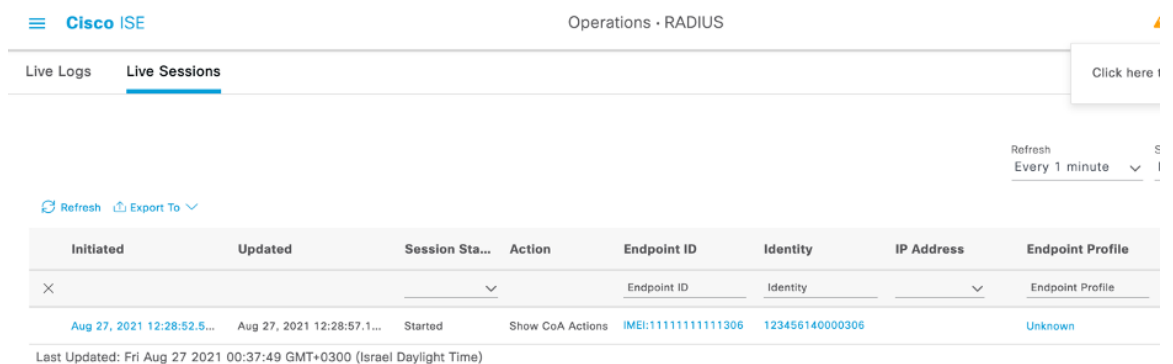 Cisco ISE
Operations · RADIUS
Live Logs Live Sessions
Click here
Refresh
Every 1 minute
Refresh Export To
Initiated Updated Session Sta... Action Endpoint ID Identity IP Address Endpoint Profile
Endpoint ID Identity Endpoint Profile
Aug 27, 2021 12:28:52.5... Aug 27, 2021 12:28:57.1... Started Show CoA Actions IMEI:11111111111306 123456140000306 Unknown
Last Updated: Fri Aug 27 2021 00:37:49 GMT+0300 (Israel Daylight Time)